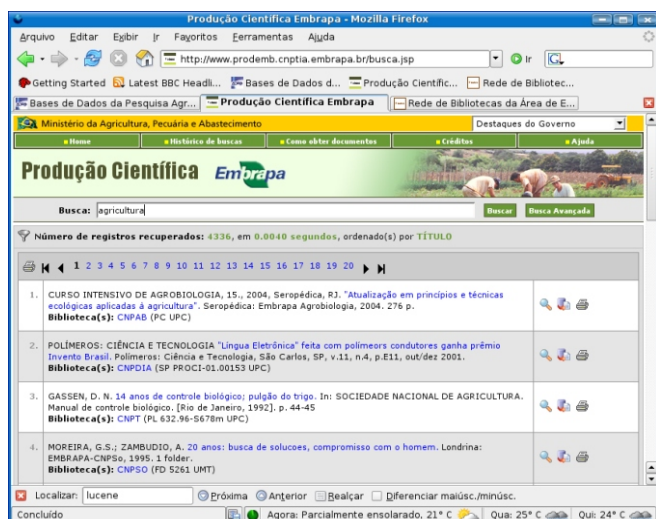 Produção Científica Embrapa - Mozilla Firefox
Arquivo Editar Exibir Ir Favoritos Ferramentas Ajuda
http://www.prodemb.cnptia.embrapa.br/busca.jsp Ir
Getting Started Latest BBC Headli... Bases de Dados d... Produção Científic... Rede de Bibliotec...
Bases de Dados da Pesquisa Agr... Produção Científica Embrapa Rede de Bibliotecas da Área de E...
Ministério da Agricultura, Pecuária e Abastecimento Destaques do Governo
Home Histórico de buscas Como obter documentos Créditos Ajuda
Produção Científica Embrapa
Busca: agricultura Buscar Busca Avançada
Número de registros recuperados: 4336, em 0.0040 segundos, ordenado(s) por TÍTULO
1 2 3 4 5 6 7 8 9 10 11 12 13 14 15 16 17 18 19 20
1. CURSO INTENSIVO DE AGROBIOLOGIA, 15., 2004, Seropédica, RJ. "Atualização em princípios e técnicas
ecológicas aplicadas á agricultura". Seropédica: Embrapa Agrobiologia, 2004. 276 p.
Biblioteca(s): CNPAB (PC UPC)
2. POLÍMEROS: CIÊNCIA E TECNOLOGIA "Língua Eletrônica" feita com polímeors condutores ganha prêmio
Invento Brasil. Polímeros: Ciência e Tecnologia, São Carlos, SP, v.11, n.4, p.E11, out/dez 2001.
Biblioteca(s): CNPDIA (SP PROCI-01.00153 UPC)
3. GASSEN, D. N. 14 anos de controle biológico; pulgão do trigo. In: SOCIEDADE NACIONAL DE AGRICULTURA.
Manual de controle biológico. [Rio de Janeiro, 1992]. p. 44-45
Biblioteca(s): CNPT (PL 632.96-S678m UPC)
4. MOREIRA, G.S.; ZAMBUDIO, A. 20 anos: busca de solucoes, compromisso com o homem. Londrina:
EMBRAPA-CNPSo, 1995. 1 folder.
Biblioteca(s): CNPSO (FD 5261 UMT)
Localizar: lucene Próxima Anterior Realçar Diferenciar maiúsc./minúsc.
Concluído Agora: Parcialmente ensolarado, 21° C Qua: 25° C Qui: 24° C